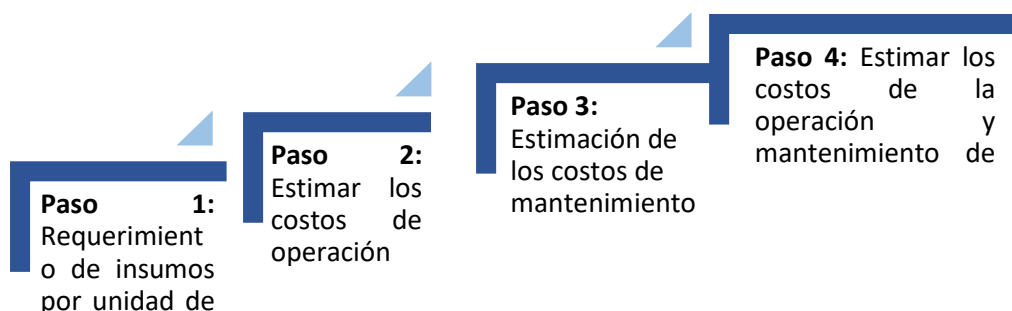 Paso 1:
Requerimient
o de insumos
por unidad de
Paso 2:
Estimar los
costos de
operación
Paso 3:
Estimación de
los costos de
mantenimiento
Paso 4: Estimar los
costos de la
operación y
mantenimiento de